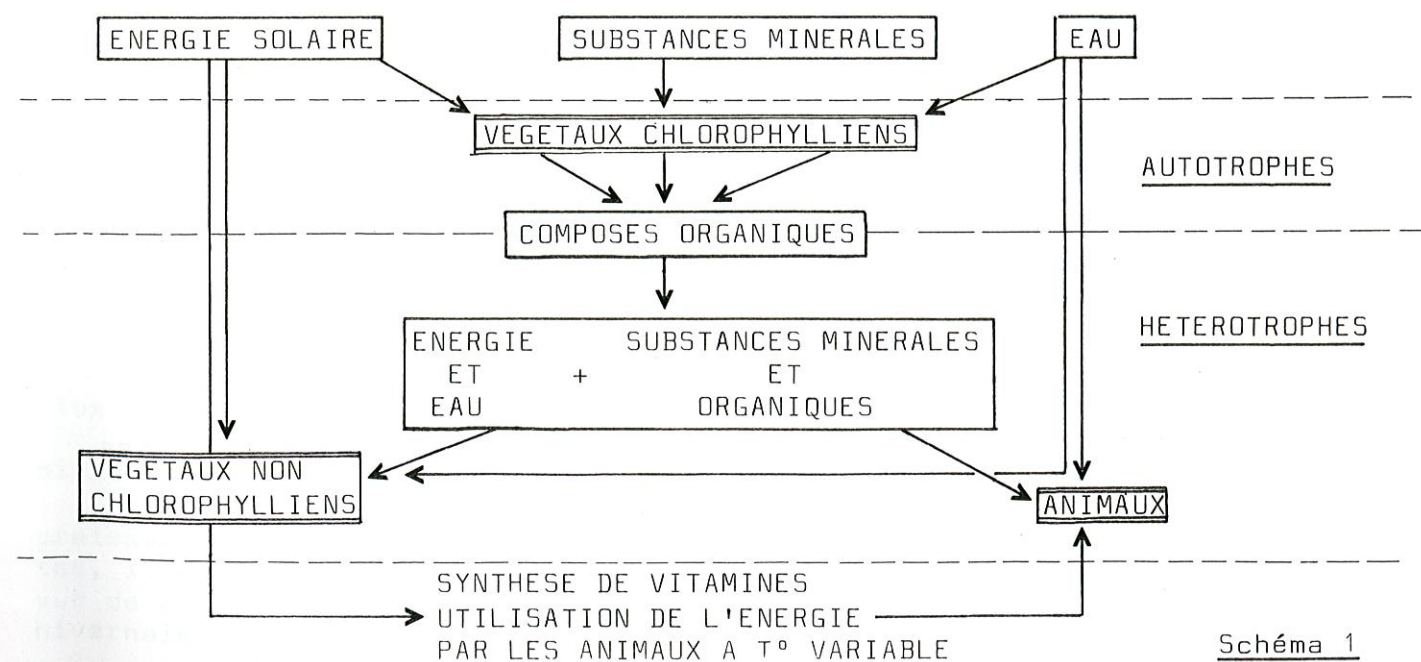 ENERGIE SOLAIRE
SUBSTANCES MINERALES
EAU
VEGETAUX CHLOROPHYLLIENS
AUTOTROPHES
COMPOSES ORGANIQUES
HETEROTROPHES
ENERGIE SUBSTANCES MINERALES
ET + ET
EAU ORGANIQUES
VEGETAUX NON
CHLOROPHYLLIENS
ANIMAUX
SYNTHESE DE VITAMINES
UTILISATION DE L'ENERGIE
PAR LES ANIMAUX A Tº VARIABLE
Schéma 1